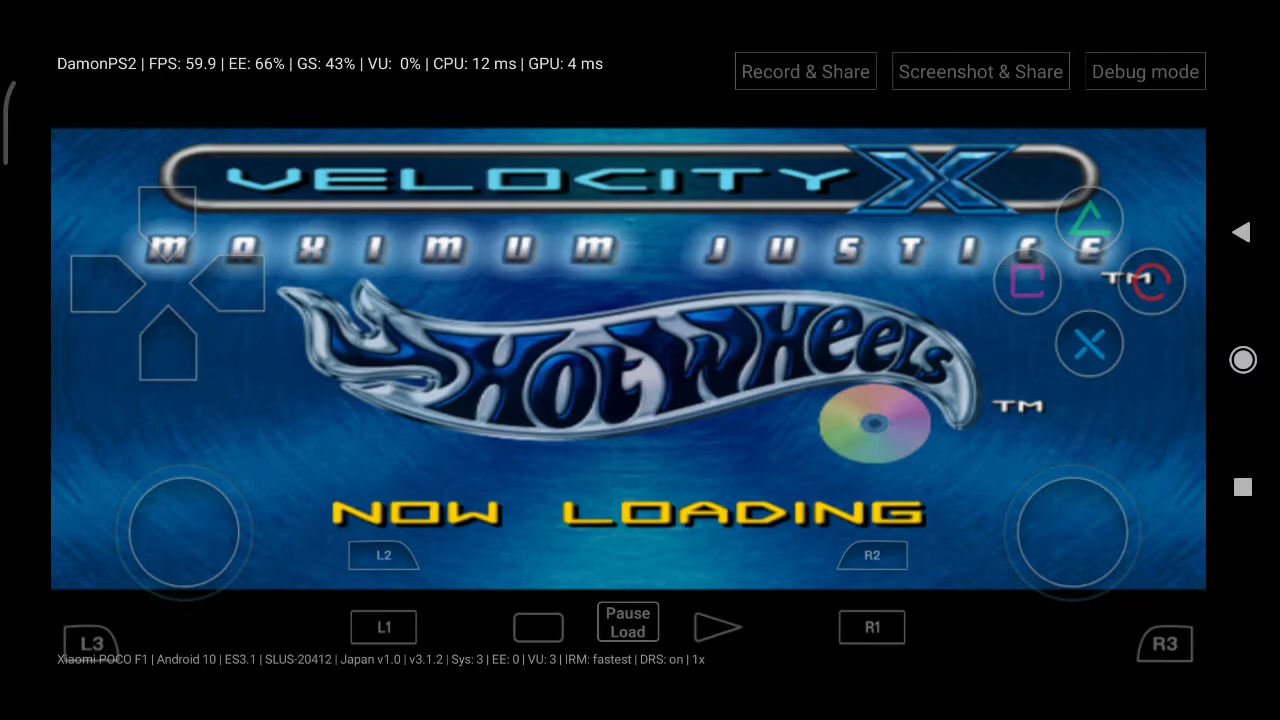 DamonPS2 | FPS: 59.9 | EE: 66% | GS: 43% | VU:  0% | CPU: 12 ms | GPU: 4 ms
Record & Share
Screenshot & Share
Debug mode
VELOCITY X
MAXIMUM JUSTICE
TM
HOT WHEELS
TM
NOW LOADING
L2
R2
L1
Pause
Load
R1
L3
R3
Xiaomi POCO F1 | Android 10 | ES3.1 | SLUS-20412 | Japan v1.0 | v3.1.2 | Sys: 3 | EE: 0 | VU: 3 | IRM: fastest | DRS: on | 1x